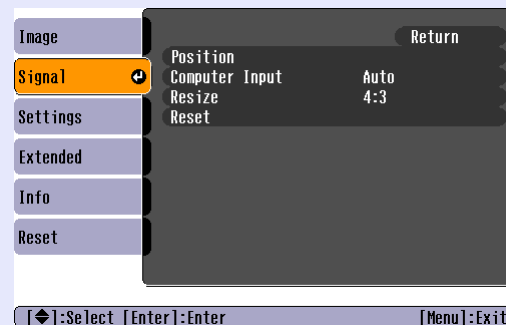 Image
Signal
Settings
Extended
Info
Reset
Return
Position
Computer Input Auto
Resize 4:3
Reset
[◆]:Select [Enter]:Enter [Menu]:Exit